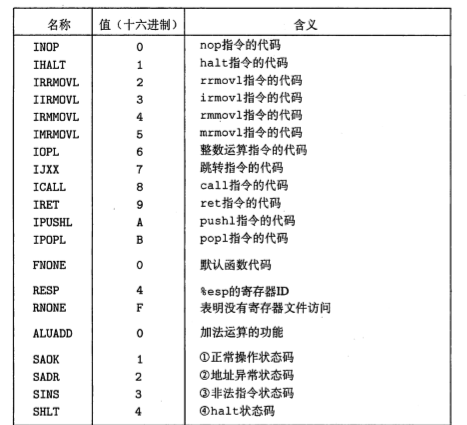 名称 值（十六进制） 含义
INOP 0 nop指令的代码
IHALT 1 halt指令的代码
IRRMOVL 2 rrmovl指令的代码
IIRMOVL 3 irmovl指令的代码
IRMMOVL 4 rmmovl指令的代码
IMRMOVL 5 mrmovl指令的代码
IOPL 6 整数运算指令的代码
IJXX 7 跳转指令的代码
ICALL 8 call指令的代码
IRET 9 ret指令的代码
IPUSHL A pushl指令的代码
IPOPL B popl指令的代码
FNONE 0 默认函数代码
RESP 4 %esp的寄存器ID
RNONE F 表明没有寄存器文件访问
ALUADD 0 加法运算的功能
SAOK 1 ①正常操作状态码
SADR 2 ②地址异常状态码
SINS 3 ③非法指令状态码
SHLT 4 ④halt状态码